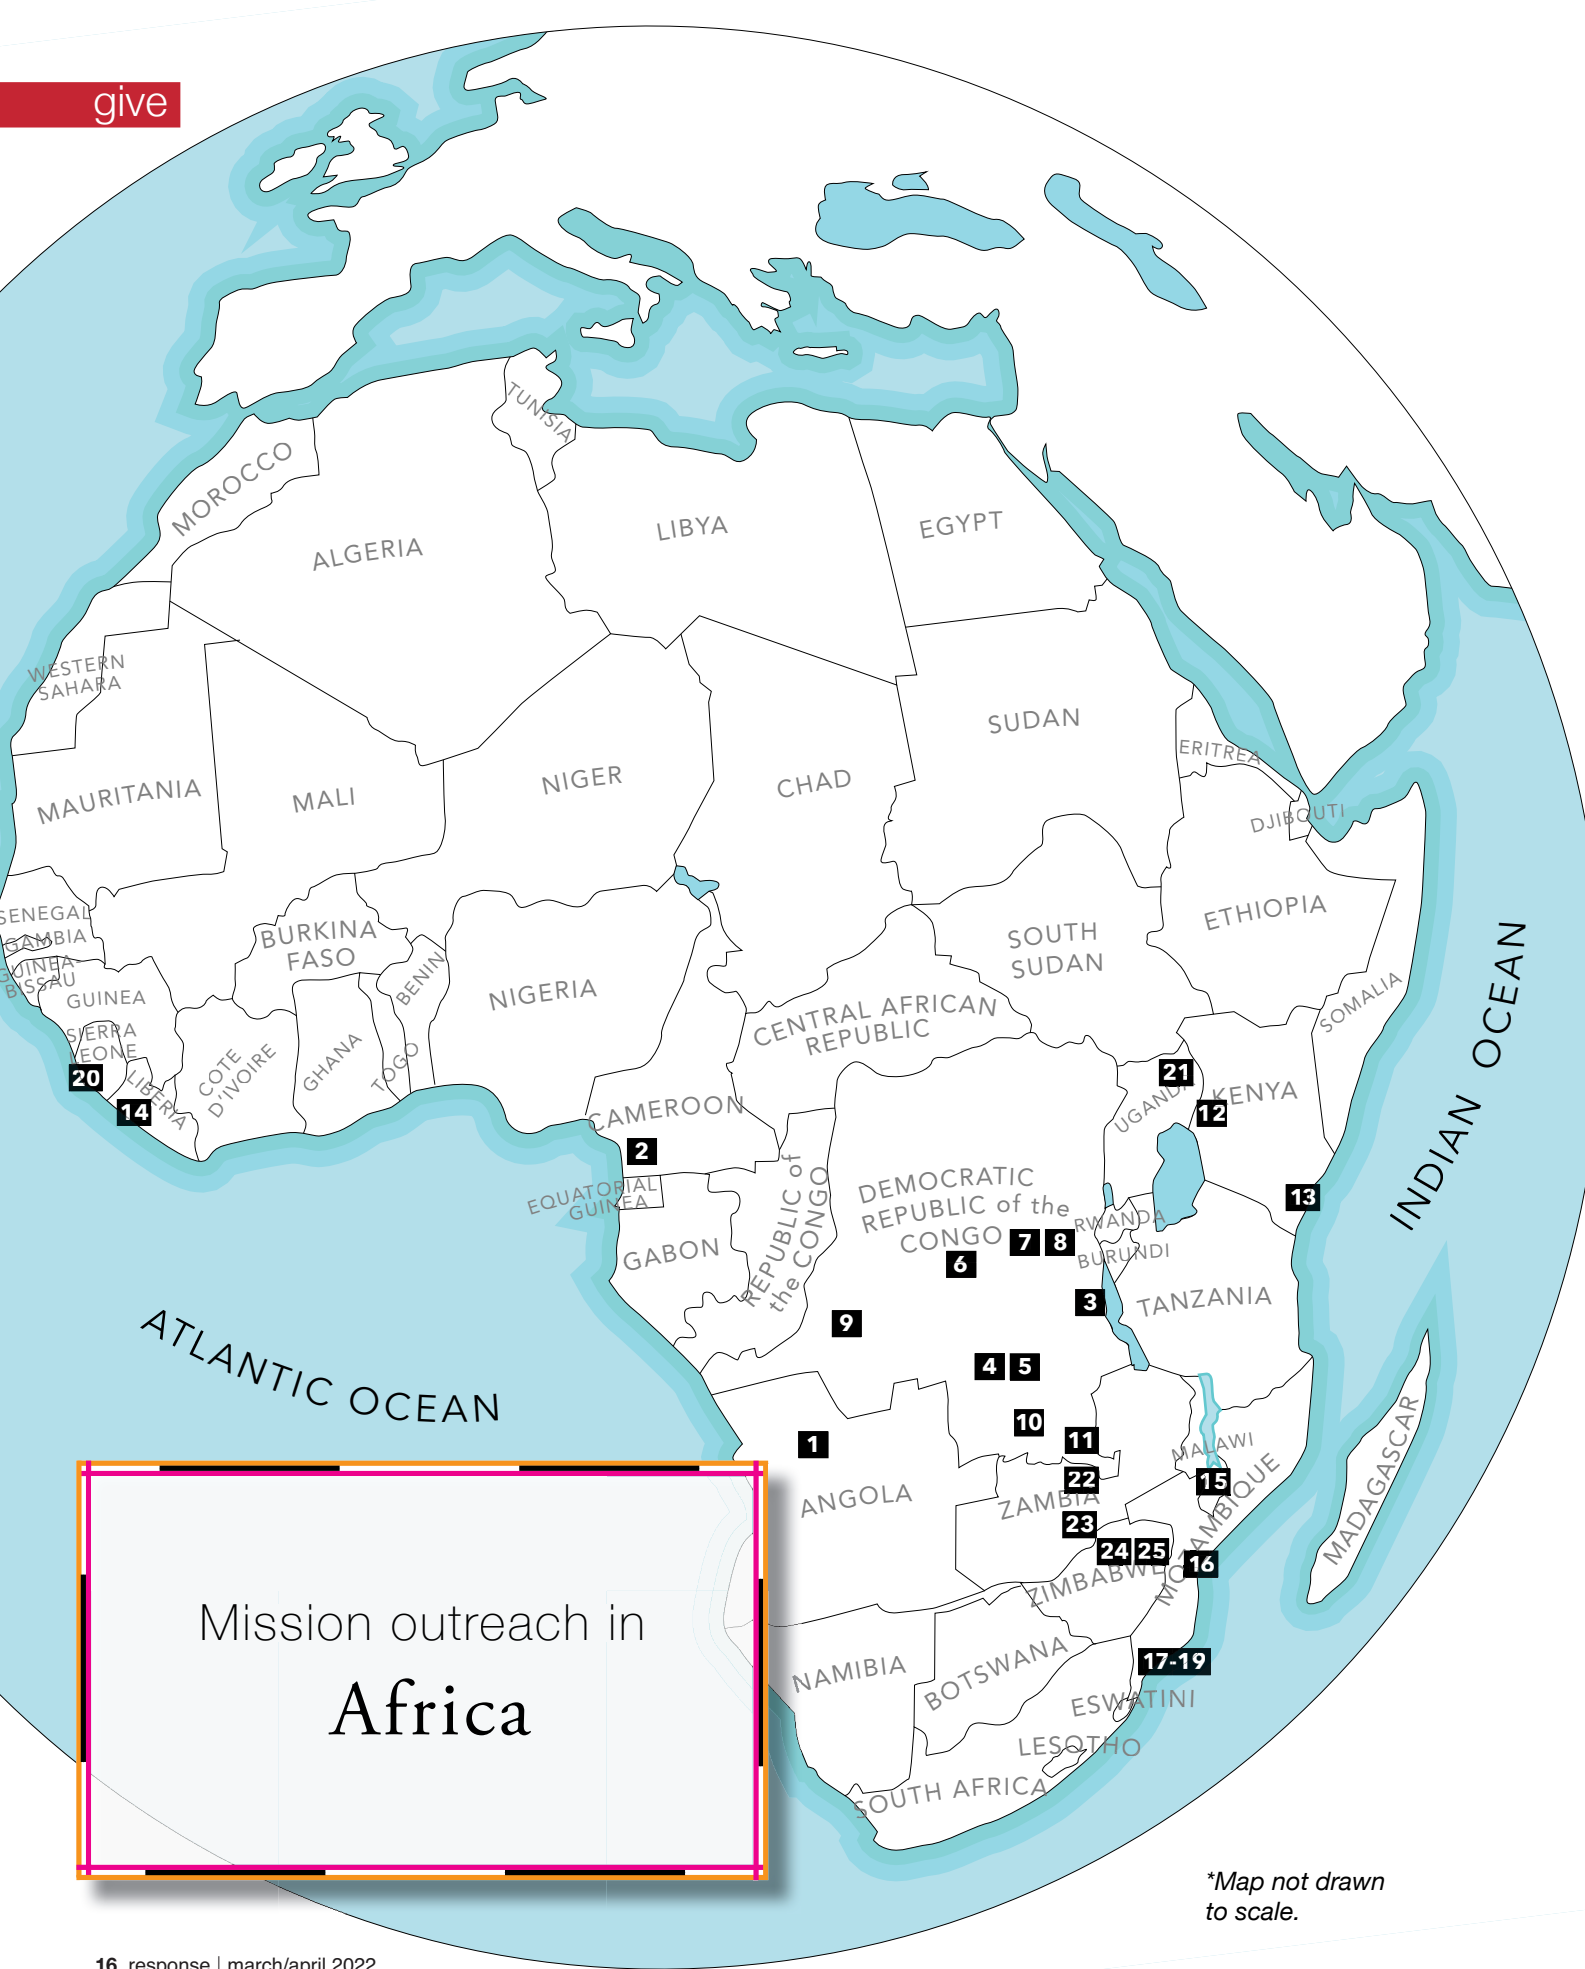 give
TUNISIA
MOROCCO
ALGERIA
LIBYA
EGYPT
WESTERN
SAHARA
MAURITANIA
MALI
NIGER
CHAD
SUDAN
ERITREA
DJIBOUTI
SENEGAL
GAMBIA
GUINEA-
BISSAU
GUINEA
SIERRA
LEONE
20
LIBERIA
14
COTE
D'IVOIRE
BURKINA
FASO
GHANA
TOGO
BENIN
NIGERIA
CENTRAL AFRICAN
REPUBLIC
SOUTH
SUDAN
ETHIOPIA
SOMALIA
INDIAN OCEAN
CAMEROON
2
EQUATORIAL
GUINEA
GABON
REPUBLIC of
the CONGO
DEMOCRATIC
REPUBLIC of the
CONGO
21
UGANDA
12
KENYA
13
RWANDA
BURUNDI
7
8
6
3
TANZANIA
9
4
5
10
11
ATLANTIC OCEAN
1
ANGOLA
22
ZAMBIA
23
MALAWI
15
MOZAMBIQUE
24
25
16
ZIMBABWE
MADAGASCAR
NAMIBIA
BOTSWANA
17-19
ESWATINI
LESOTHO
SOUTH AFRICA
Mission outreach in
Africa
*Map not drawn
to scale.
16 response | march/april 2022